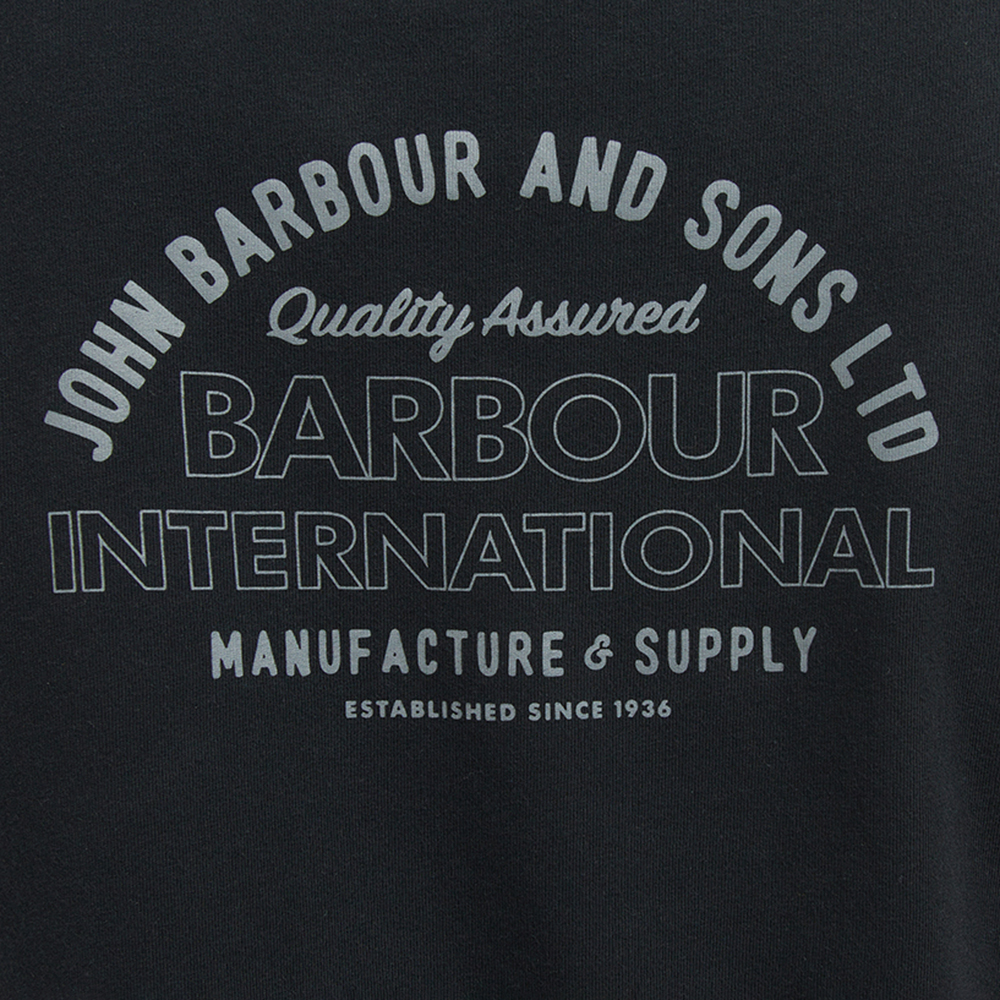 JOHN BARBOUR AND SONS LTD
Quality Assured
BARBOUR
INTERNATIONAL
MANUFACTURE & SUPPLY
ESTABLISHED SINCE 1936